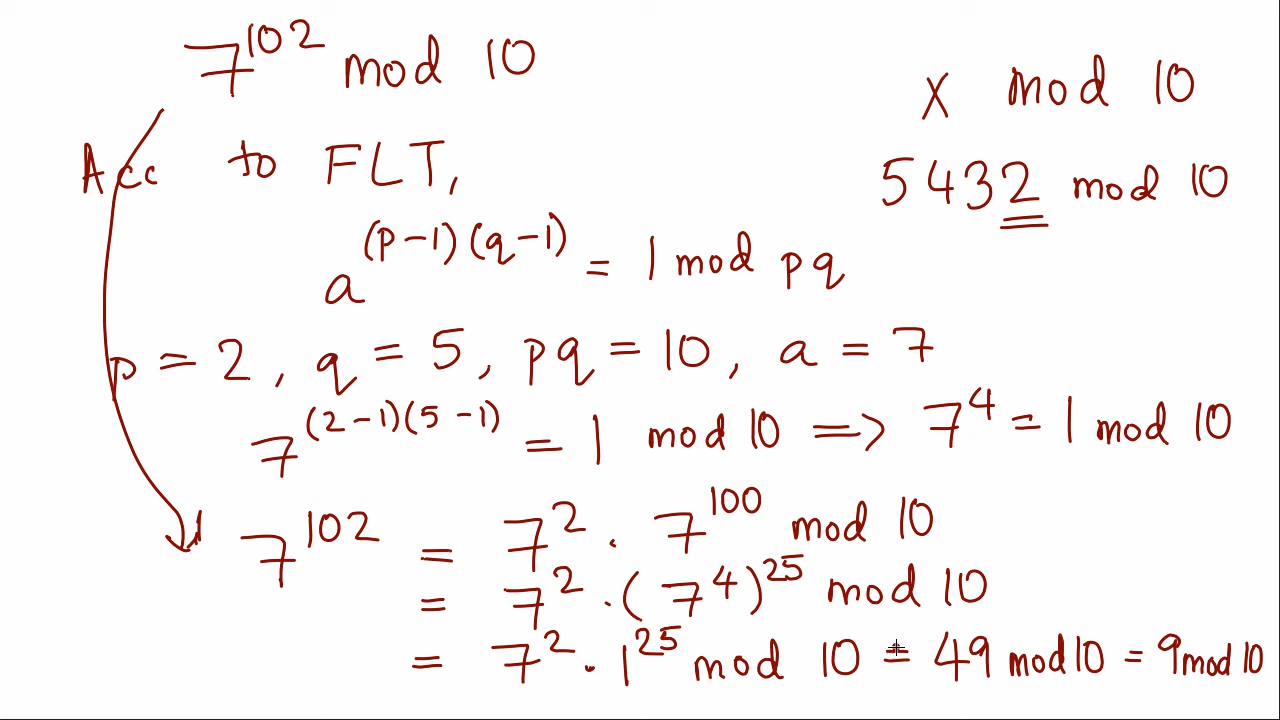 7^102 mod 10
x mod 10
Acc to FLT,
5432 mod 10
a^(p-1)(q-1) = 1 mod pq
p = 2, q = 5, pq = 10, a = 7
7^(2-1)(5-1) = 1 mod 10 => 7^4 = 1 mod 10
7^102 = 7^2 . 7^100 mod 10
= 7^2 . (7^4)^25 mod 10
= 7^2 . 1^25 mod 10 = 49 mod 10 = 9 mod 10